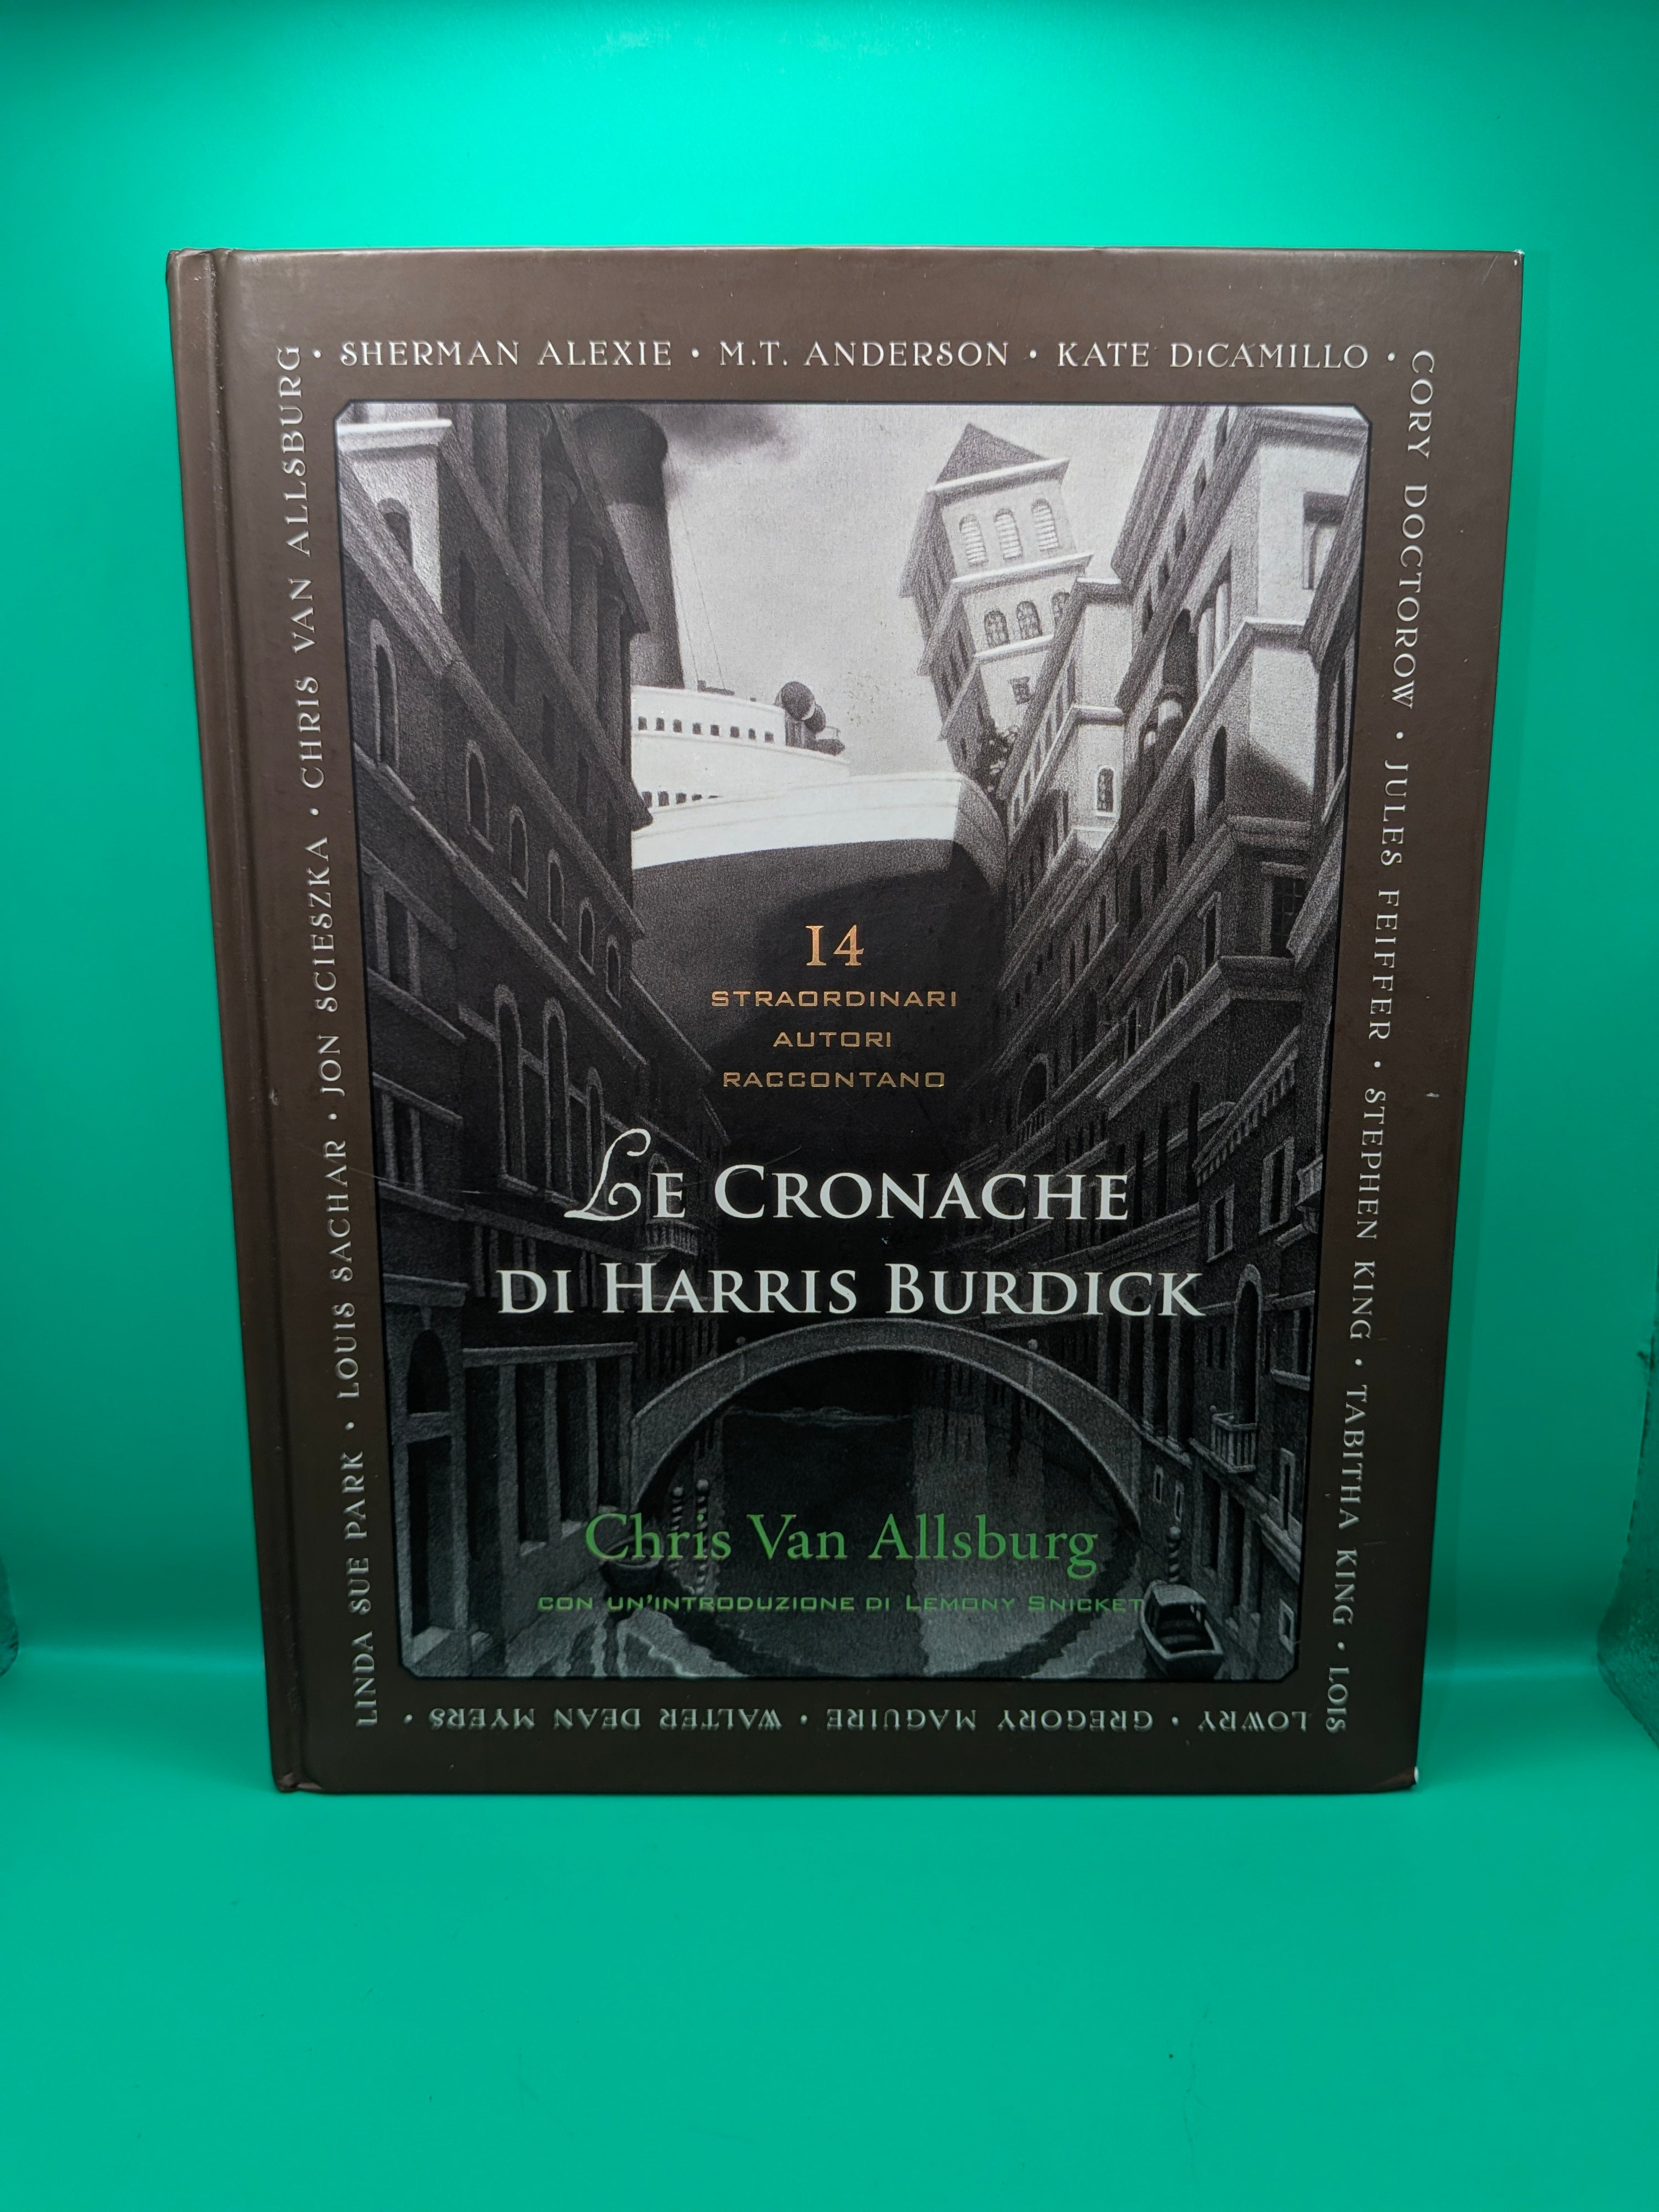 • SHERMAN ALEXIE • M.T. ANDERSON • KATE DiCAMILLO •
CORY DOCTOROW • JULES FEIFFER • STEPHEN KING • TABITHA KING • LOIS
LOWRY • GREGORY MAGUIRE • WALTER DEAN MYERS •
LINDA SUE PARK • LOUIS SACHAR • JON SCIESZKA • CHRIS VAN ALLSBURG
14
STRAORDINARI
AUTORI
RACCONTANO
LE CRONACHE
DI HARRIS BURDICK
Chris Van Allsburg
CON UN'INTRODUZIONE DI LEMONY SNICKET